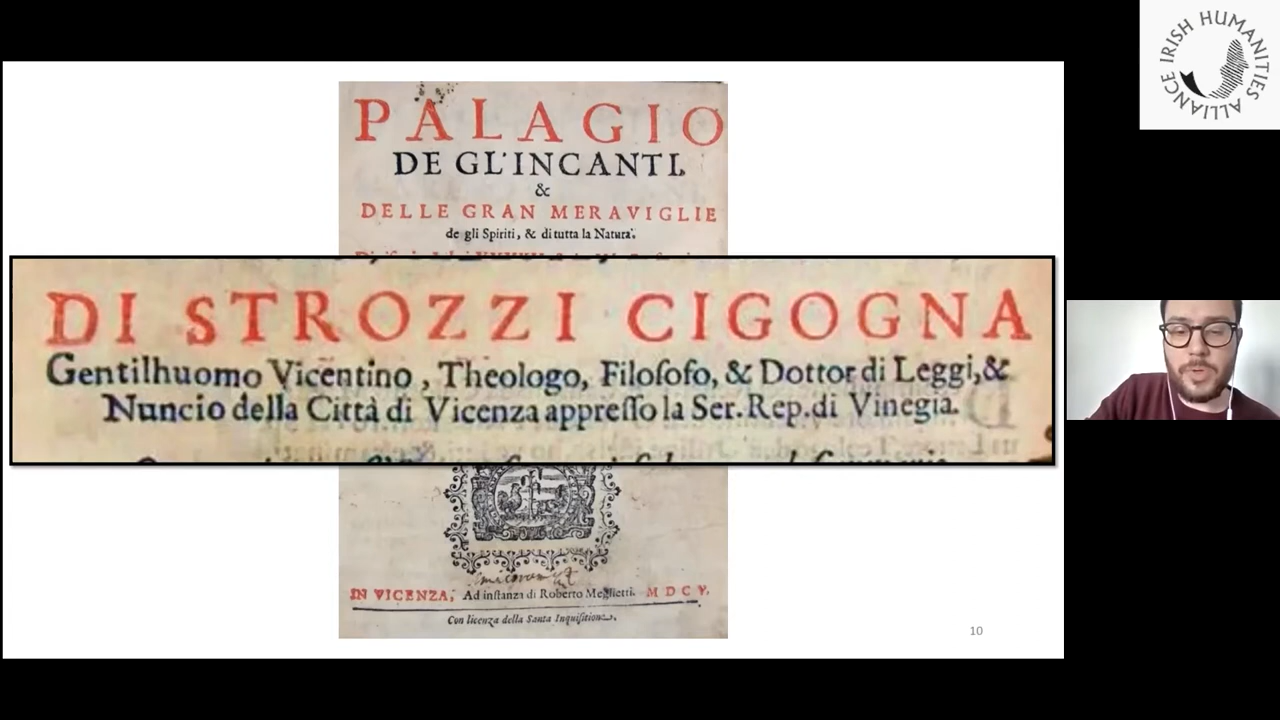 PALAGIO
DE GL'INCANTI,
&
DELLE GRAN MERAVIGLIE
de gli Spiriti, & di tutta la Natura.
DI STROZZI CIGOGNA
Gentilhuomo Vicentino, Theologo, Filoſofo, & Dottor di Leggi, &
Nuncio della Città di Vicenza appreſſo la Ser. Rep. di Vinegia.
IN VICENZA, Ad inſtanza di Roberto Meglietti. MDCV.
Con licenza della Santa Inquiſitione.
10
IRISH HUMANITIES ALLIANCE